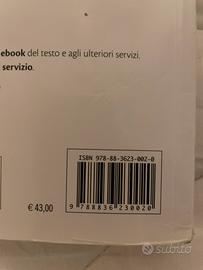 ebook del testo e agli ulteriori servizi,
servizio.
ISBN 978-88-3623-002-0
€ 43,00
9 788836 230020
subito